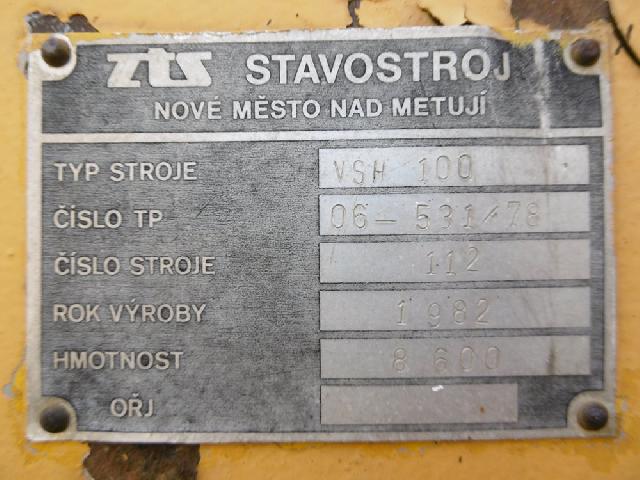 ZTS STAVOSTROJ
NOVÉ MĚSTO NAD METUJÍ
TYP STROJE VSH 100
ČÍSLO TP 06-531/78
ČÍSLO STROJE 112
ROK VÝROBY 1982
HMOTNOST 8 600
OŘJ